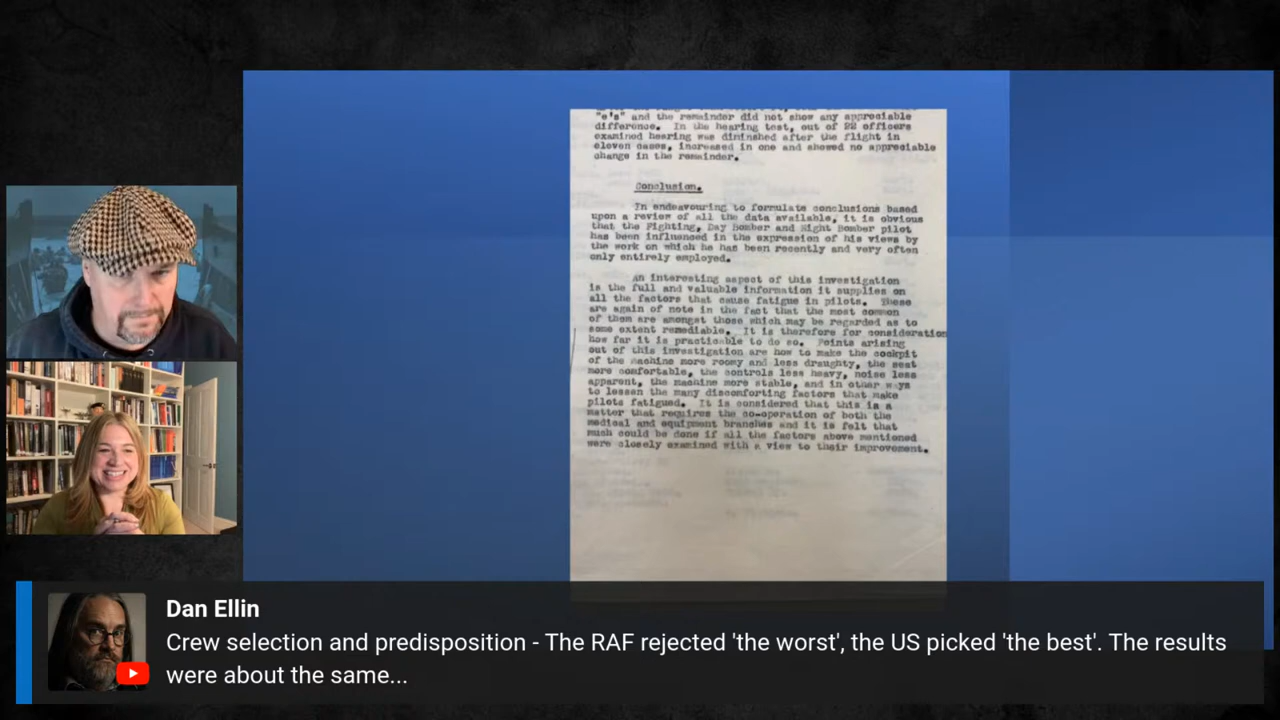 "e's" and the remainder did not show any appreciable
difference. In the hearing test, out of 22 officers
examined hearing was diminished after the flight in
eleven cases, increased in one and showed no appreciable
change in the remainder.
Conclusion.
In endeavouring to formulate conclusions based
upon a review of all the data available, it is obvious
that the Fighting, Day Bomber and Night Bomber pilot
has been influenced in the expression of his views by
the work on which he has been recently and very often
only entirely employed.
An interesting aspect of this investigation
is the full and valuable information it supplies on
all the factors that cause fatigue in pilots. These
are again of note in the fact that the most common
of them are amongst those which may be regarded as to
some extent remediable. It is therefore for consideration
how far it is practicable to do so. Points arising
out of this investigation are how to make the cockpit
of the machine more roomy and less draughty, the seat
more comfortable, the controls less heavy, noise less
apparent, the machine more stable, and in other ways
to lessen the many discomforting factors that make
pilots fatigued. It is considered that this is a
matter that requires the co-operation of both the
medical and equipment branches and it is felt that
much could be done if all the factors above mentioned
were closely examined with a view to their improvement.
Dan Ellin
Crew selection and predisposition - The RAF rejected 'the worst', the US picked 'the best'. The results
were about the same...